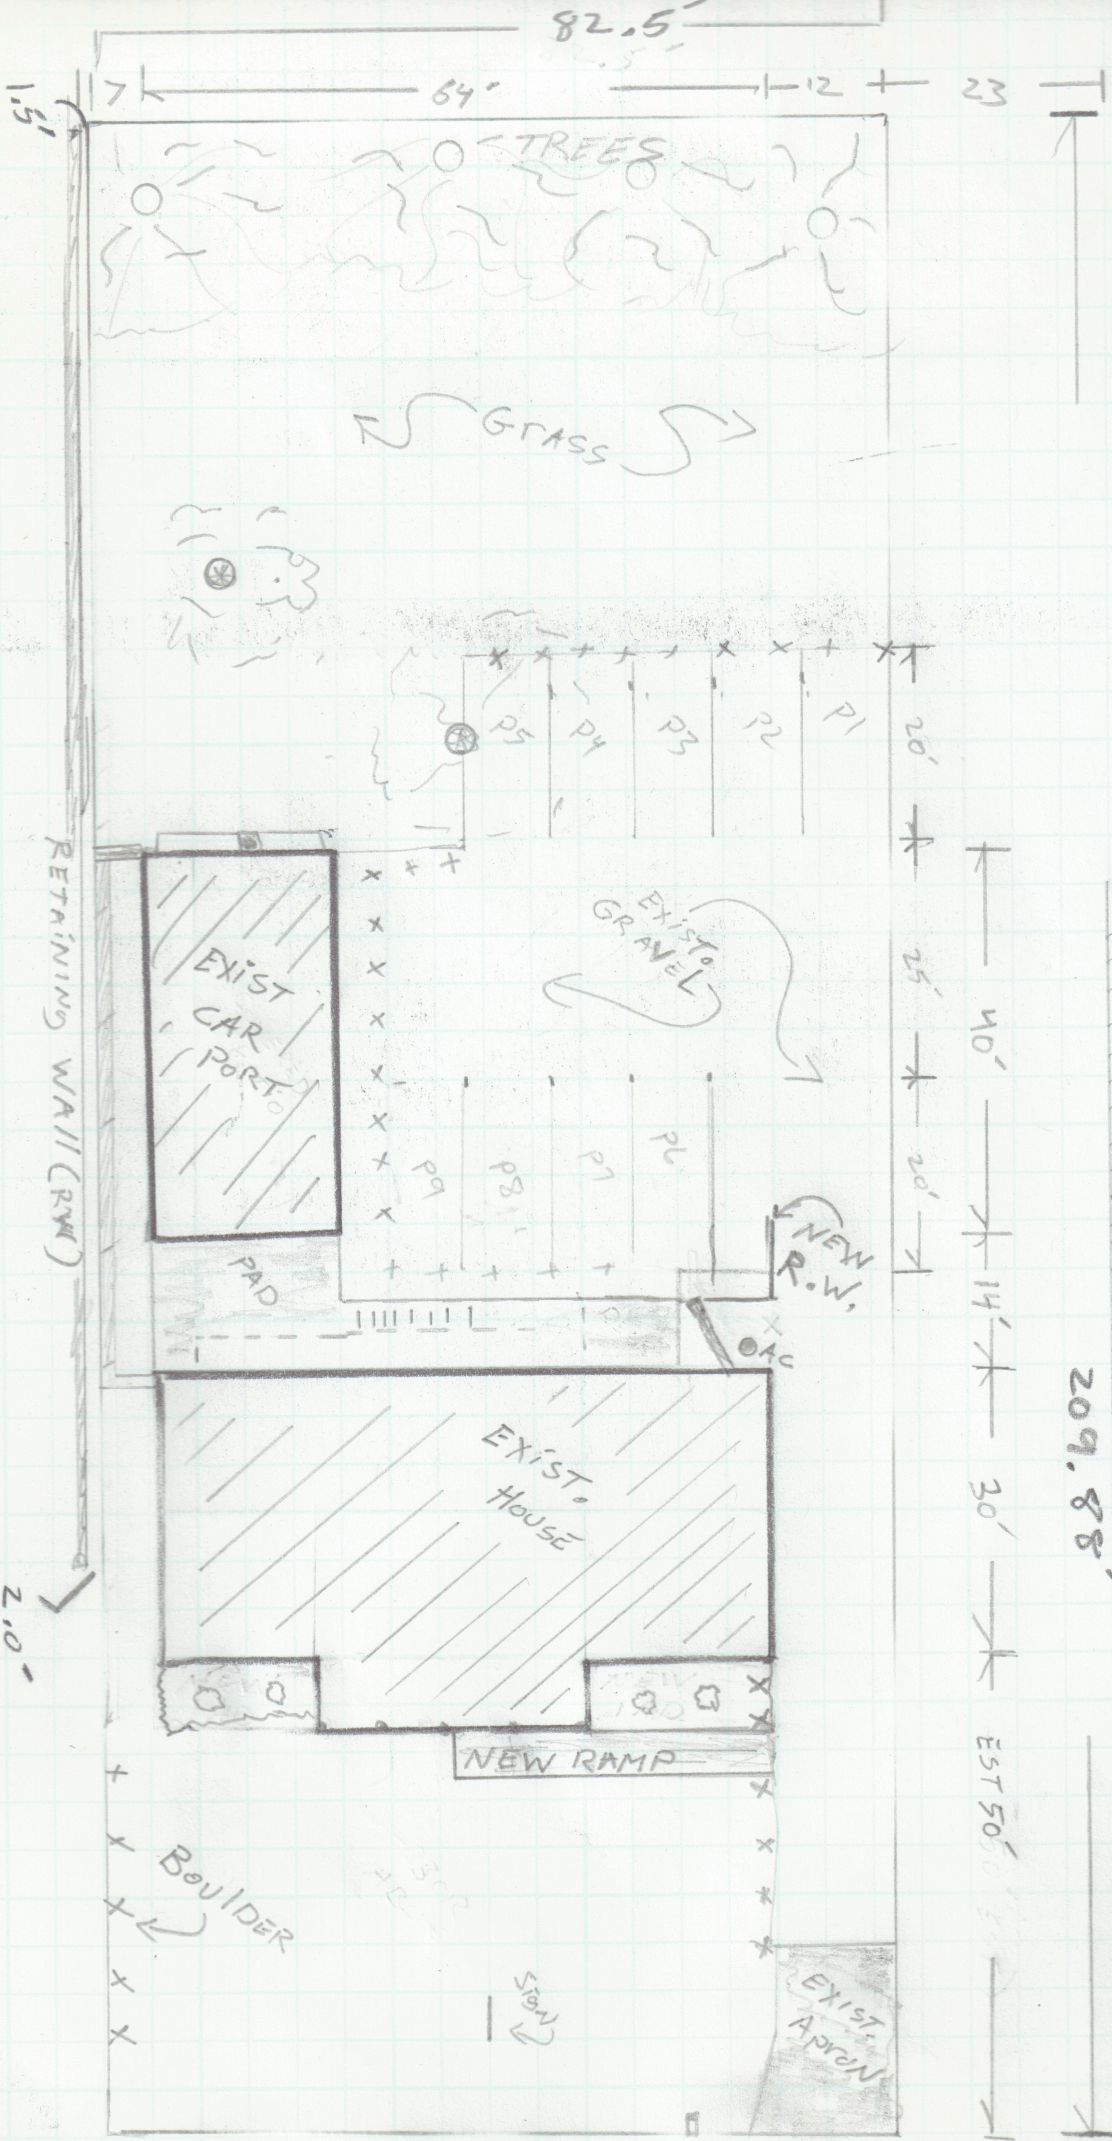 82.5'
1.5'
7
64'
12
23
TREES
GrASS
P5
P4
P3
P2
P1
20'
EXIST.
GRAVEL
25'
40'
EXIST
CAR
PORT
RETAINING WALL (RW)
P9
P8
P7
P6
20'
NEW
R.W.
PAD
14'
AC
209.88'
EXIST.
HOUSE
30'
2.0'
NEW RAMP
EST 50'
BOULDER
SIGN
EXIST.
APrON